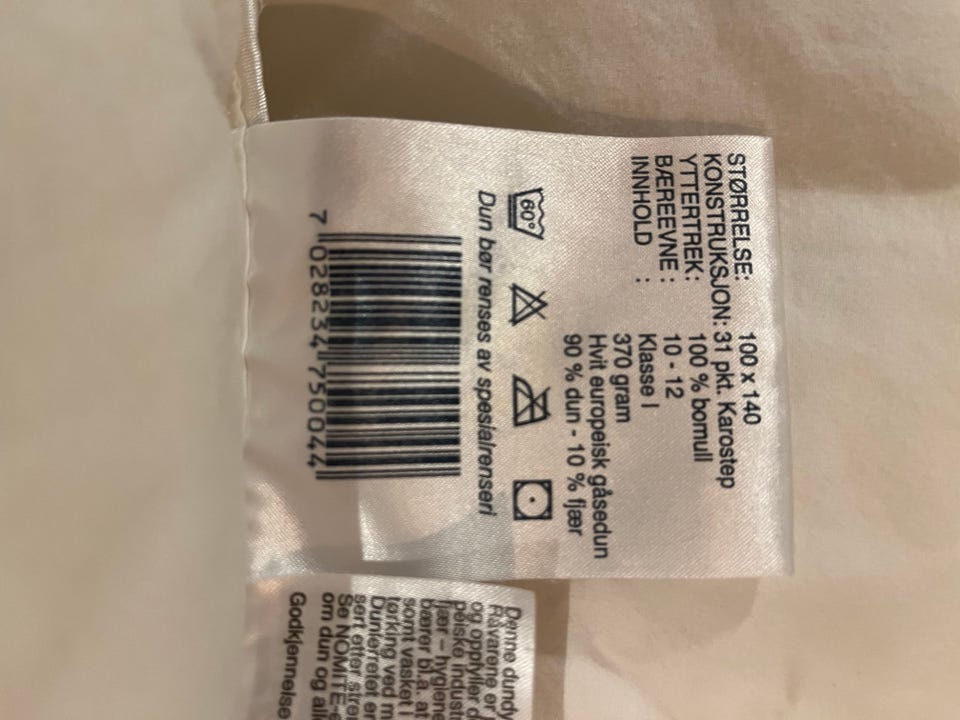 STØRRELSE: 100 x 140
KONSTRUKSJON: 31 pkt. Karostep
YTTERTREK: 100 % bomull
BÆREEVNE : 10 - 12
INNHOLD : Klasse I
370 gram
Hvit europeisk gåsedun
90 % dun - 10 % fjær
60°
Dun bør renses av spesialrenseri
7 028234 750044
Denne dundy
Råvarene er
og oppfyller d
peiske indust
fjær – hygiene
bærer bl.a. at
somt vasket i
tørking ved m
Dunlerretet er
sert etter stren
Se NOMITE-e
om dun og all
Godkjennelse